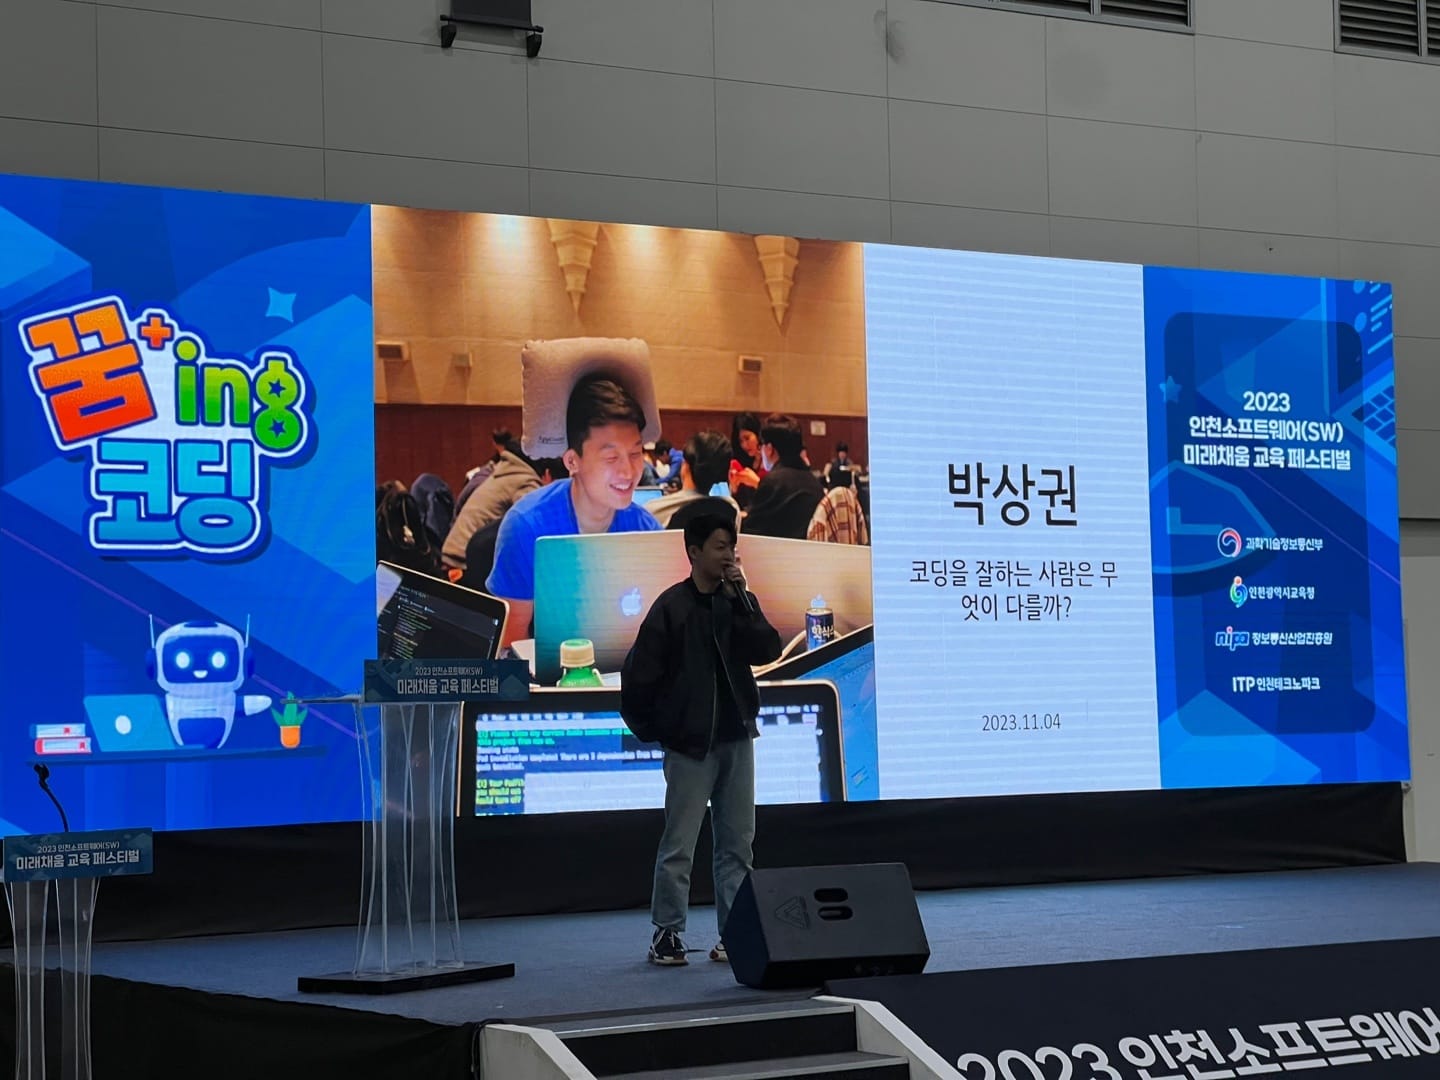 꿈+ing
코딩
박상권
코딩을 잘하는 사람은 무
엇이 다를까?
2023.11.04
2023
인천소프트웨어(SW)
미래채움 교육 페스티벌
과학기술정보통신부
인천광역시교육청
nipa 정보통신산업진흥원
ITP 인천테크노파크
2023 인천소프트웨어(SW)
미래채움 교육 페스티벌
2023 인천소프트웨어(SW)
미래채움 교육 페스티벌
2023 인천소프트웨어